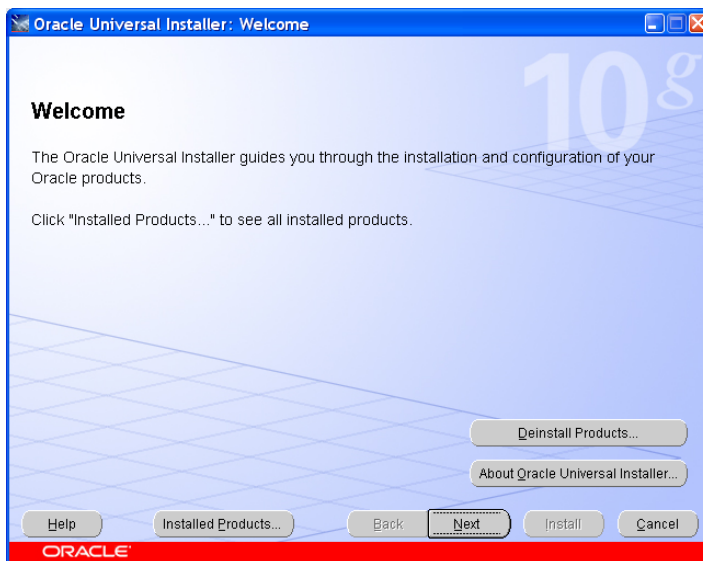 Oracle Universal Installer: Welcome
10g
Welcome
The Oracle Universal Installer guides you through the installation and configuration of your
Oracle products.
Click "Installed Products..." to see all installed products.
Deinstall Products...
About Oracle Universal Installer...
Help
Installed Products...
Back
Next
Install
Cancel
ORACLE